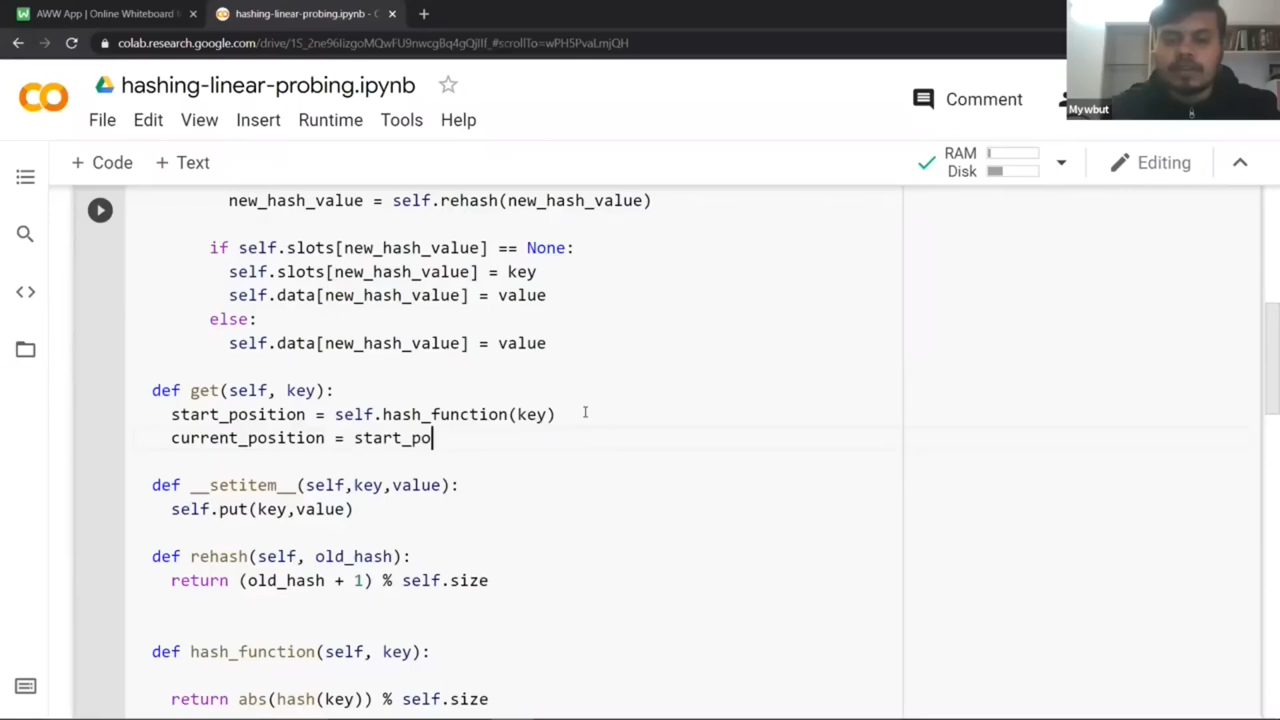 AWW App | Online Whiteboard
hashing-linear-probing.ipynb - C
colab.research.google.com/drive/
hashing-linear-probing.ipynb
File Edit View Insert Runtime Tools Help
Comment
Mywbut
+ Code + Text
RAM
Disk
Editing
new_hash_value = self.rehash(new_hash_value)
if self.slots[new_hash_value] == None:
self.slots[new_hash_value] = key
self.data[new_hash_value] = value
else:
self.data[new_hash_value] = value
def get(self, key):
start_position = self.hash_function(key)
current_position = start_po
def __setitem__(self,key,value):
self.put(key,value)
def rehash(self, old_hash):
return (old_hash + 1) % self.size
def hash_function(self, key):
return abs(hash(key)) % self.size